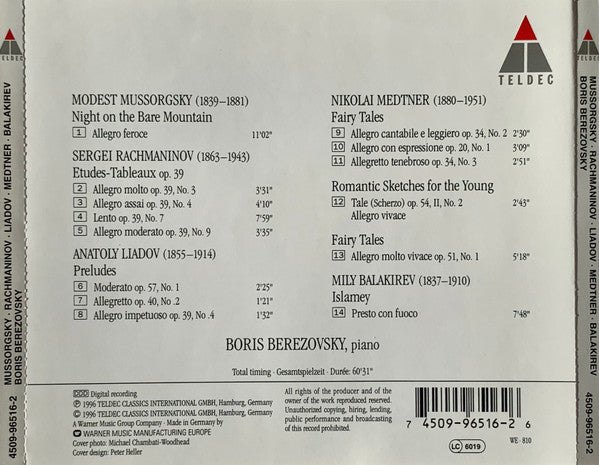 MUSSORGSKY · RACHMANINOV · LIADOV · MEDTNER · BALAKIREV
BORIS BEREZOVSKY
4509-96516-2
TELDEC
MODEST MUSSORGSKY (1839–1881)
Night on the Bare Mountain
1 Allegro feroce 11'02"
SERGEI RACHMANINOV (1863–1943)
Etudes-Tableaux op. 39
2 Allegro molto op. 39, No. 3 3'31"
3 Allegro assai op. 39, No. 4 4'10"
4 Lento op. 39, No. 7 7'59"
5 Allegro moderato op. 39, No. 9 3'35"
ANATOLY LIADOV (1855–1914)
Preludes
6 Moderato op. 57, No. 1 2'25"
7 Allegretto op. 40, No. 2 1'21"
8 Allegro impetuoso op. 39, No .4 1'32"
NIKOLAI MEDTNER (1880–1951)
Fairy Tales
9 Allegro cantabile e leggiero op. 34, No. 2 2'30"
10 Allegro con espressione op. 20, No. 1 3'09"
11 Allegretto tenebroso op. 34, No. 3 2'51"
Romantic Sketches for the Young
12 Tale (Scherzo) op. 54, II, No. 2 2'43"
Allegro vivace
Fairy Tales
13 Allegro molto vivace op. 51, No. 1 5'18"
MILY BALAKIREV (1837–1910)
Islamey
14 Presto con fuoco 7'48"
BORIS BEREZOVSKY, piano
Total timing · Gesamtspielzeit · Durée: 60'31"
DDD Digital recording
℗ 1996 TELDEC CLASSICS INTERNATIONAL GMBH, Hamburg, Germany
© 1996 TELDEC CLASSICS INTERNATIONAL GMBH, Hamburg, Germany
A Warner Music Group Company · Made in Germany by
WARNER MUSIC MANUFACTURING EUROPE
Cover photo: Michael Chambati-Woodhead
Cover design: Peter Heller
All rights of the producer and of the owner
of the work reproduced reserved.
Unauthorized copying, hiring, lending,
public performance and broadcasting
of this record prohibited.
7 4509-96516-2 6
LC 6019
WE · 810
MUSSORGSKY · RACHMANINOV · LIADOV · MEDTNER · BALAKIREV
BORIS BEREZOVSKY
4509-96516-2